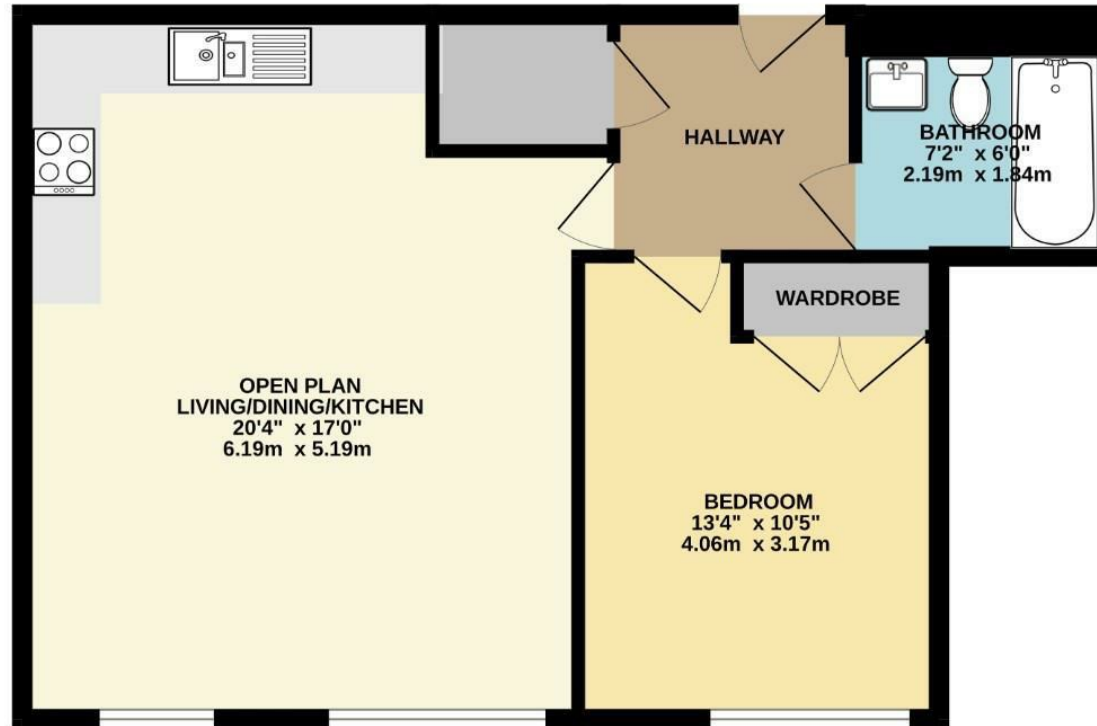 HALLWAY
BATHROOM
7'2" x 6'0"
2.19m x 1.84m
WARDROBE
OPEN PLAN
LIVING/DINING/KITCHEN
20'4" x 17'0"
6.19m x 5.19m
BEDROOM
13'4" x 10'5"
4.06m x 3.17m